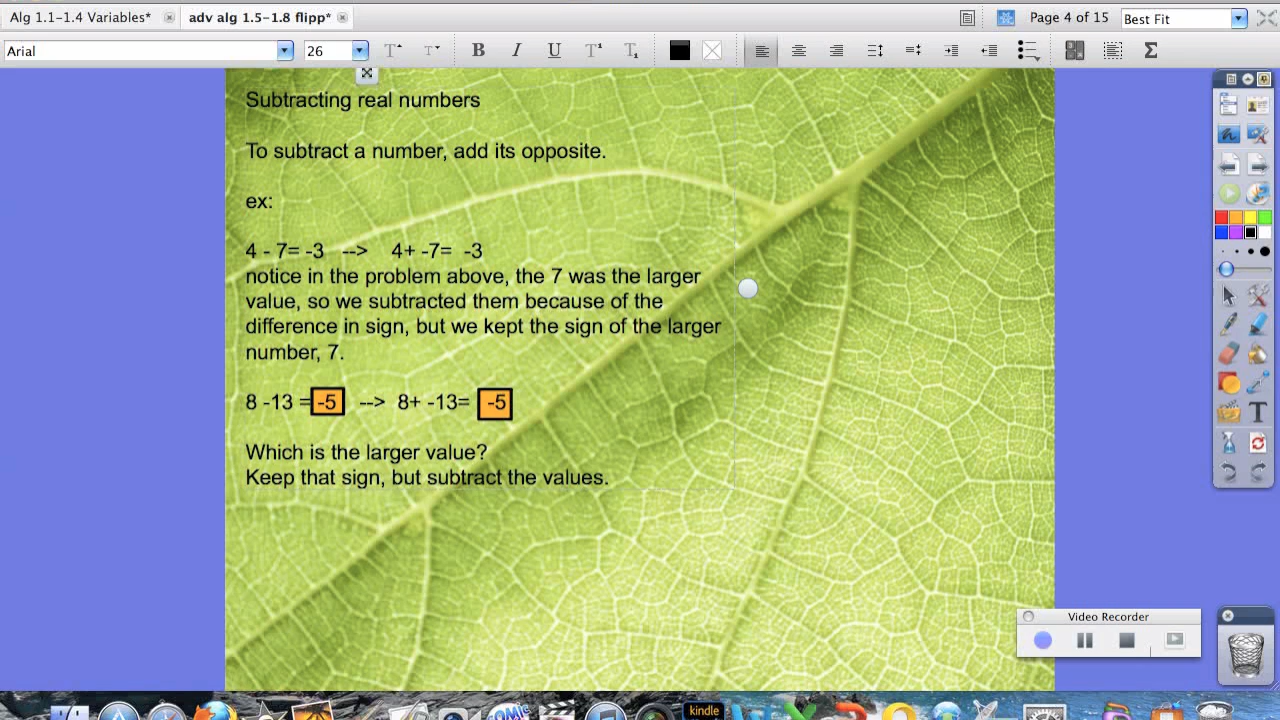 Alg 1.1-1.4 Variables*
adv alg 1.5-1.8 flipp*
Page 4 of 15
Best Fit
Arial
26
B I U T T
Subtracting real numbers
To subtract a number, add its opposite.
ex:
4 - 7= -3 --> 4+ -7= -3
notice in the problem above, the 7 was the larger
value, so we subtracted them because of the
difference in sign, but we kept the sign of the larger
number, 7.
8 -13 = -5 --> 8+ -13= -5
Which is the larger value?
Keep that sign, but subtract the values.
Video Recorder
COMIC
kindle